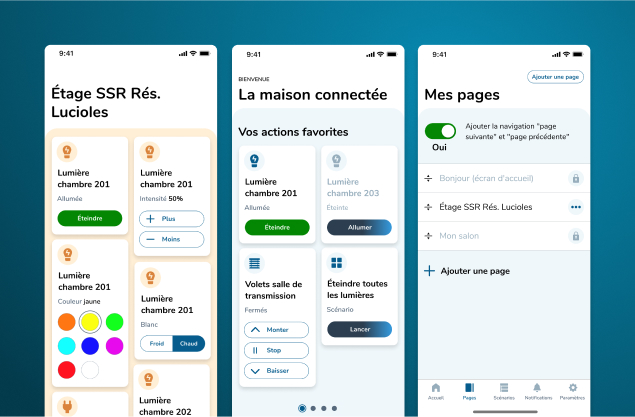 9:41
Étage SSR Rés.
Lucioles
Lumière
chambre 201
Allumée
Éteindre
Lumière
chambre 201
Couleur jaune
Lumière
chambre 201
Intensité 50%
Plus
Moins
Lumière
chambre 201
Blanc
Froid
Chaud
Lumière
chambre 202
9:41
BIENVENUE
La maison connectée
Vos actions favorites
Lumière
chambre 201
Allumée
Éteindre
Lumière
chambre 203
Éteinte
Allumer
Volets salle de
transmission
Fermés
Monter
Stop
Baisser
Éteindre toutes
les lumières
Scénario
Lancer
9:41
Ajouter une page
Mes pages
Oui
Ajouter la navigation "page
suivante" et "page précédente"
Bonjour (écran d'accueil)
Étage SSR Rés. Lucioles
Mon salon
Ajouter une page
Accueil
Pages
Scénaries
Notifications
Paramètres